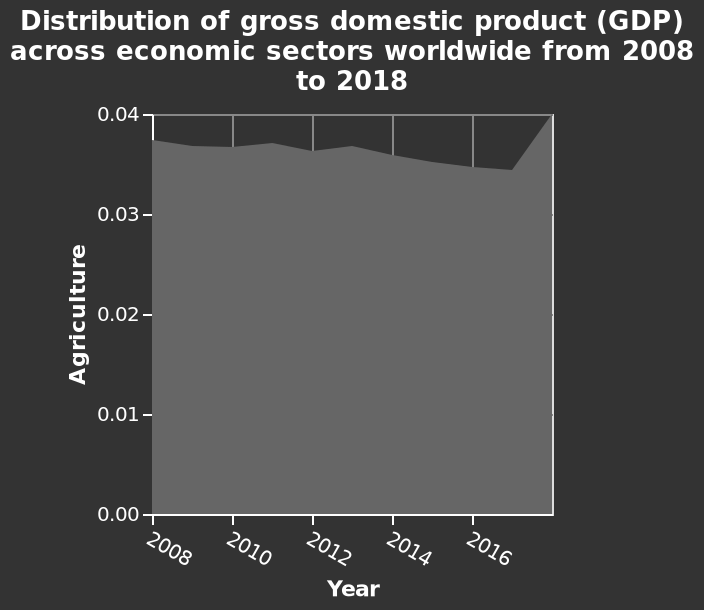 Distribution of gross domestic product (GDP)
across economic sectors worldwide from 2008
to 2018
0.04
0.03
0.02
0.01
0.00
Agriculture
2008
2010
2012
2014
2016
Year